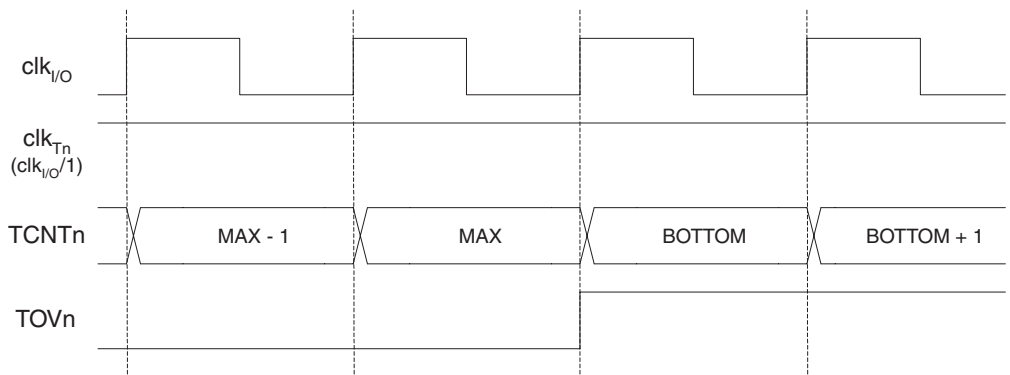 clkI/O
clkTn
(clkI/O/1)
TCNTn MAX - 1 MAX BOTTOM BOTTOM + 1
TOVn